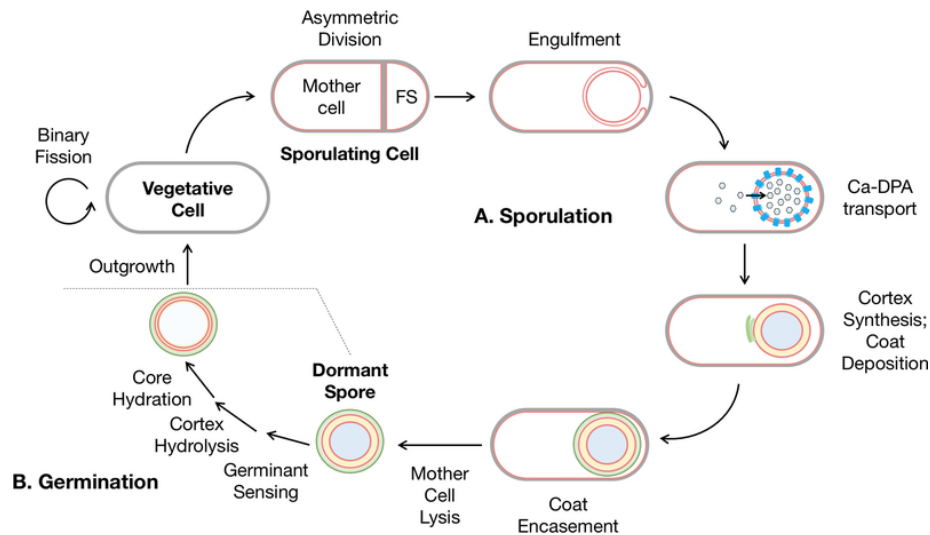 Asymmetric
Division
Engulfment
Mother
cell
FS
Binary
Fission
Sporulating Cell
Vegetative
Cell
A. Sporulation
Ca-DPA
transport
Outgrowth
Cortex
Synthesis;
Coat
Deposition
Dormant
Spore
Core
Hydration
Cortex
Hydrolysis
Germinant
Sensing
B. Germination
Mother
Cell
Lysis
Coat
Encasement